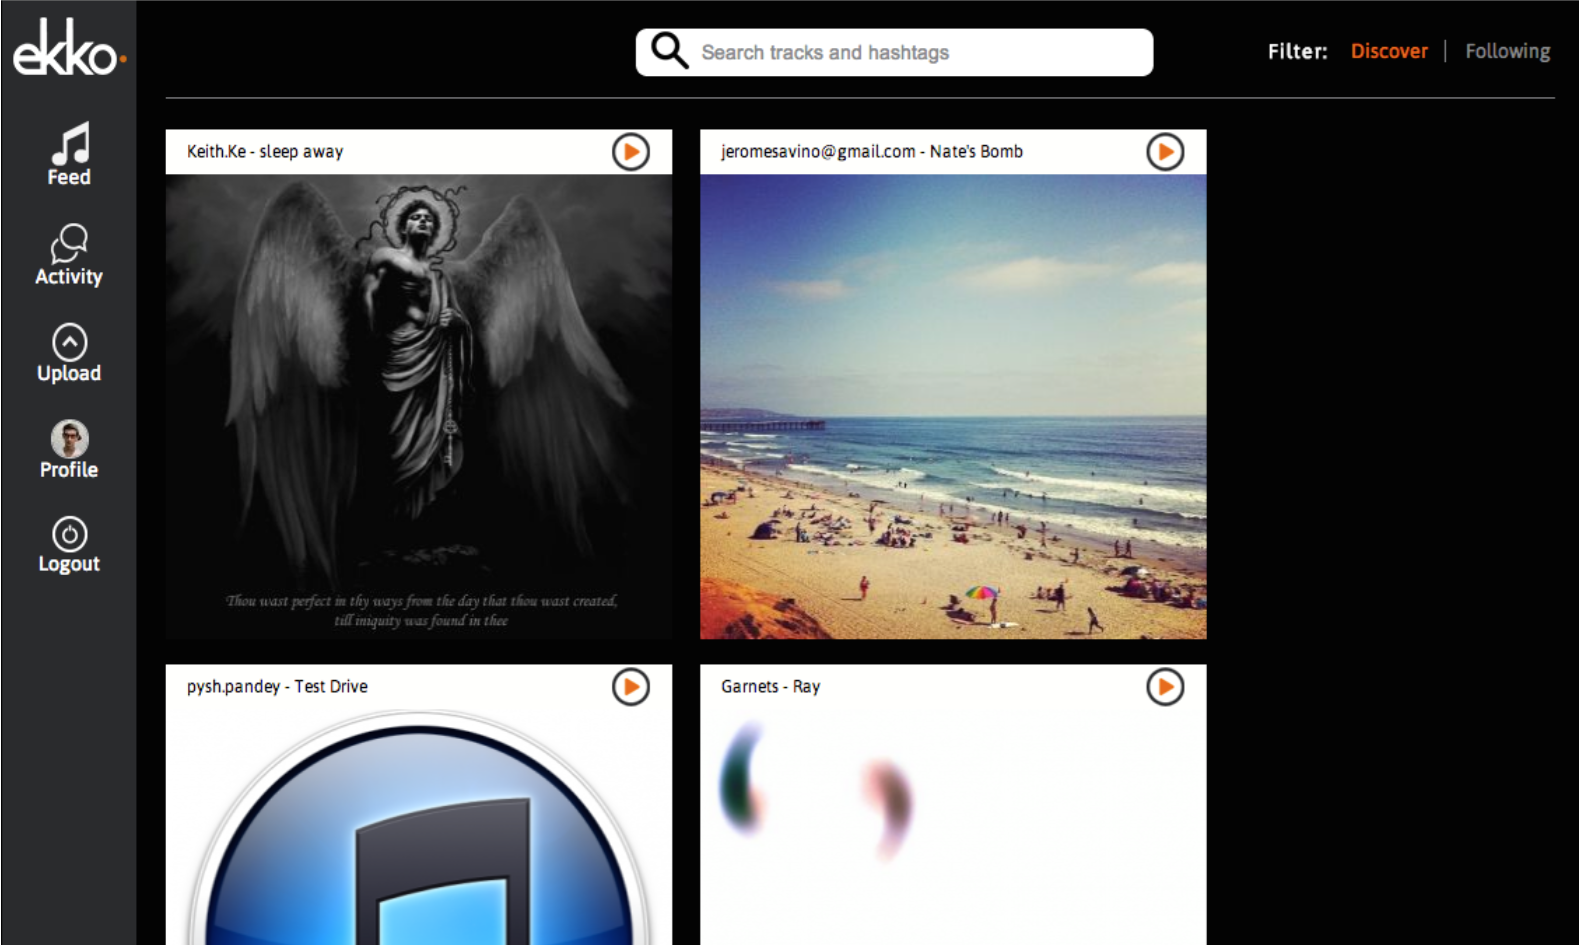 ekko
Search tracks and hashtags
Filter: Discover | Following
Feed
Activity
Upload
Profile
Logout
Keith.Ke - sleep away
jeromesavino@gmail.com - Nate's Bomb
Thou wast perfect in thy ways from the day that thou wast created,
till iniquity was found in thee
pysh.pandey - Test Drive
Garnets - Ray